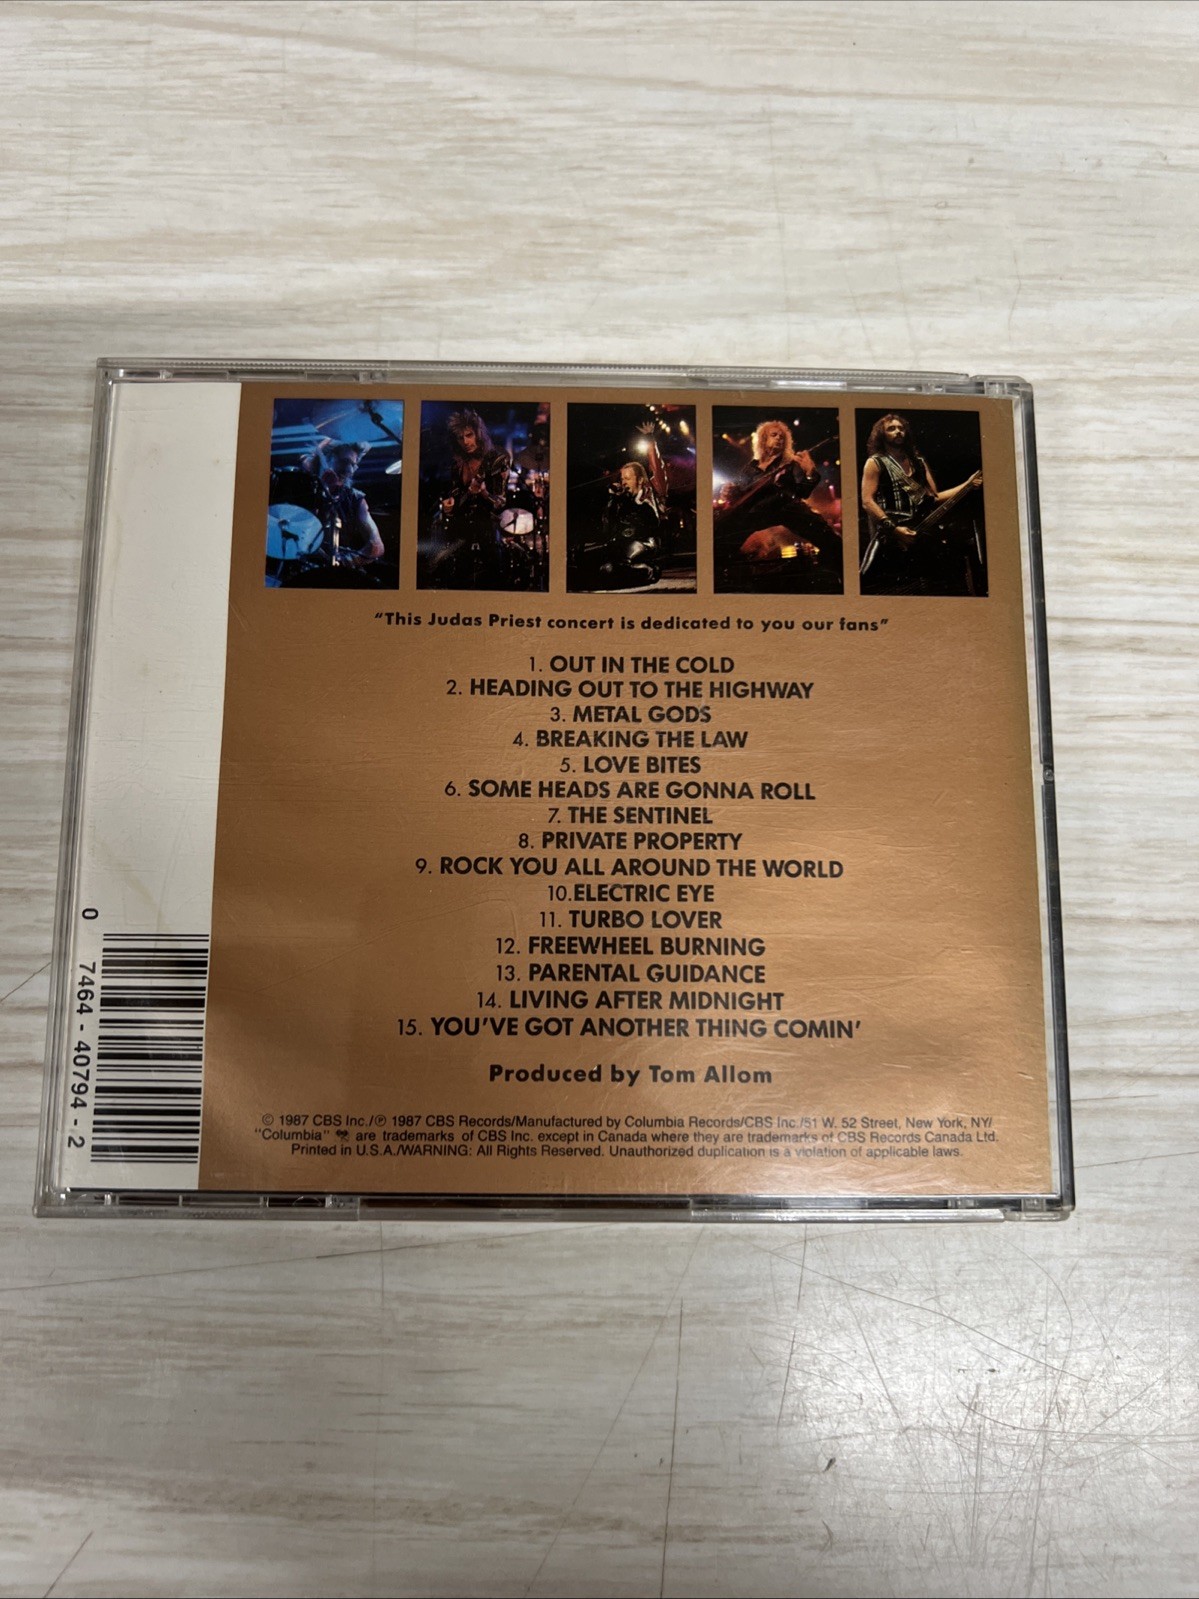 "This Judas Priest concert is dedicated to you our fans"
1. OUT IN THE COLD
2. HEADING OUT TO THE HIGHWAY
3. METAL GODS
4. BREAKING THE LAW
5. LOVE BITES
6. SOME HEADS ARE GONNA ROLL
7. THE SENTINEL
8. PRIVATE PROPERTY
9. ROCK YOU ALL AROUND THE WORLD
10.ELECTRIC EYE
11. TURBO LOVER
12. FREEWHEEL BURNING
13. PARENTAL GUIDANCE
14. LIVING AFTER MIDNIGHT
15. YOU'VE GOT ANOTHER THING COMIN'
Produced by Tom Allom
© 1987 CBS Inc./℗ 1987 CBS Records/Manufactured by Columbia Records/CBS Inc./51 W. 52 Street, New York, NY/
"Columbia" are trademarks of CBS Inc. except in Canada where they are trademarks of CBS Records Canada Ltd.
Printed in U.S.A./WARNING: All Rights Reserved. Unauthorized duplication is a violation of applicable laws.
0 7464-40794-2